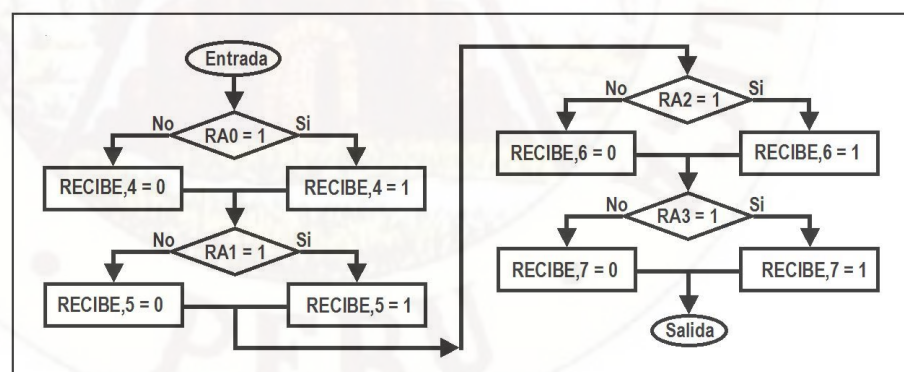 Entrada
RA0 = 1
No
Si
RECIBE,4 = 0
RECIBE,4 = 1
RA1 = 1
No
Si
RECIBE,5 = 0
RECIBE,5 = 1
RA2 = 1
No
Si
RECIBE,6 = 0
RECIBE,6 = 1
RA3 = 1
No
Si
RECIBE,7 = 0
RECIBE,7 = 1
Salida
PERU